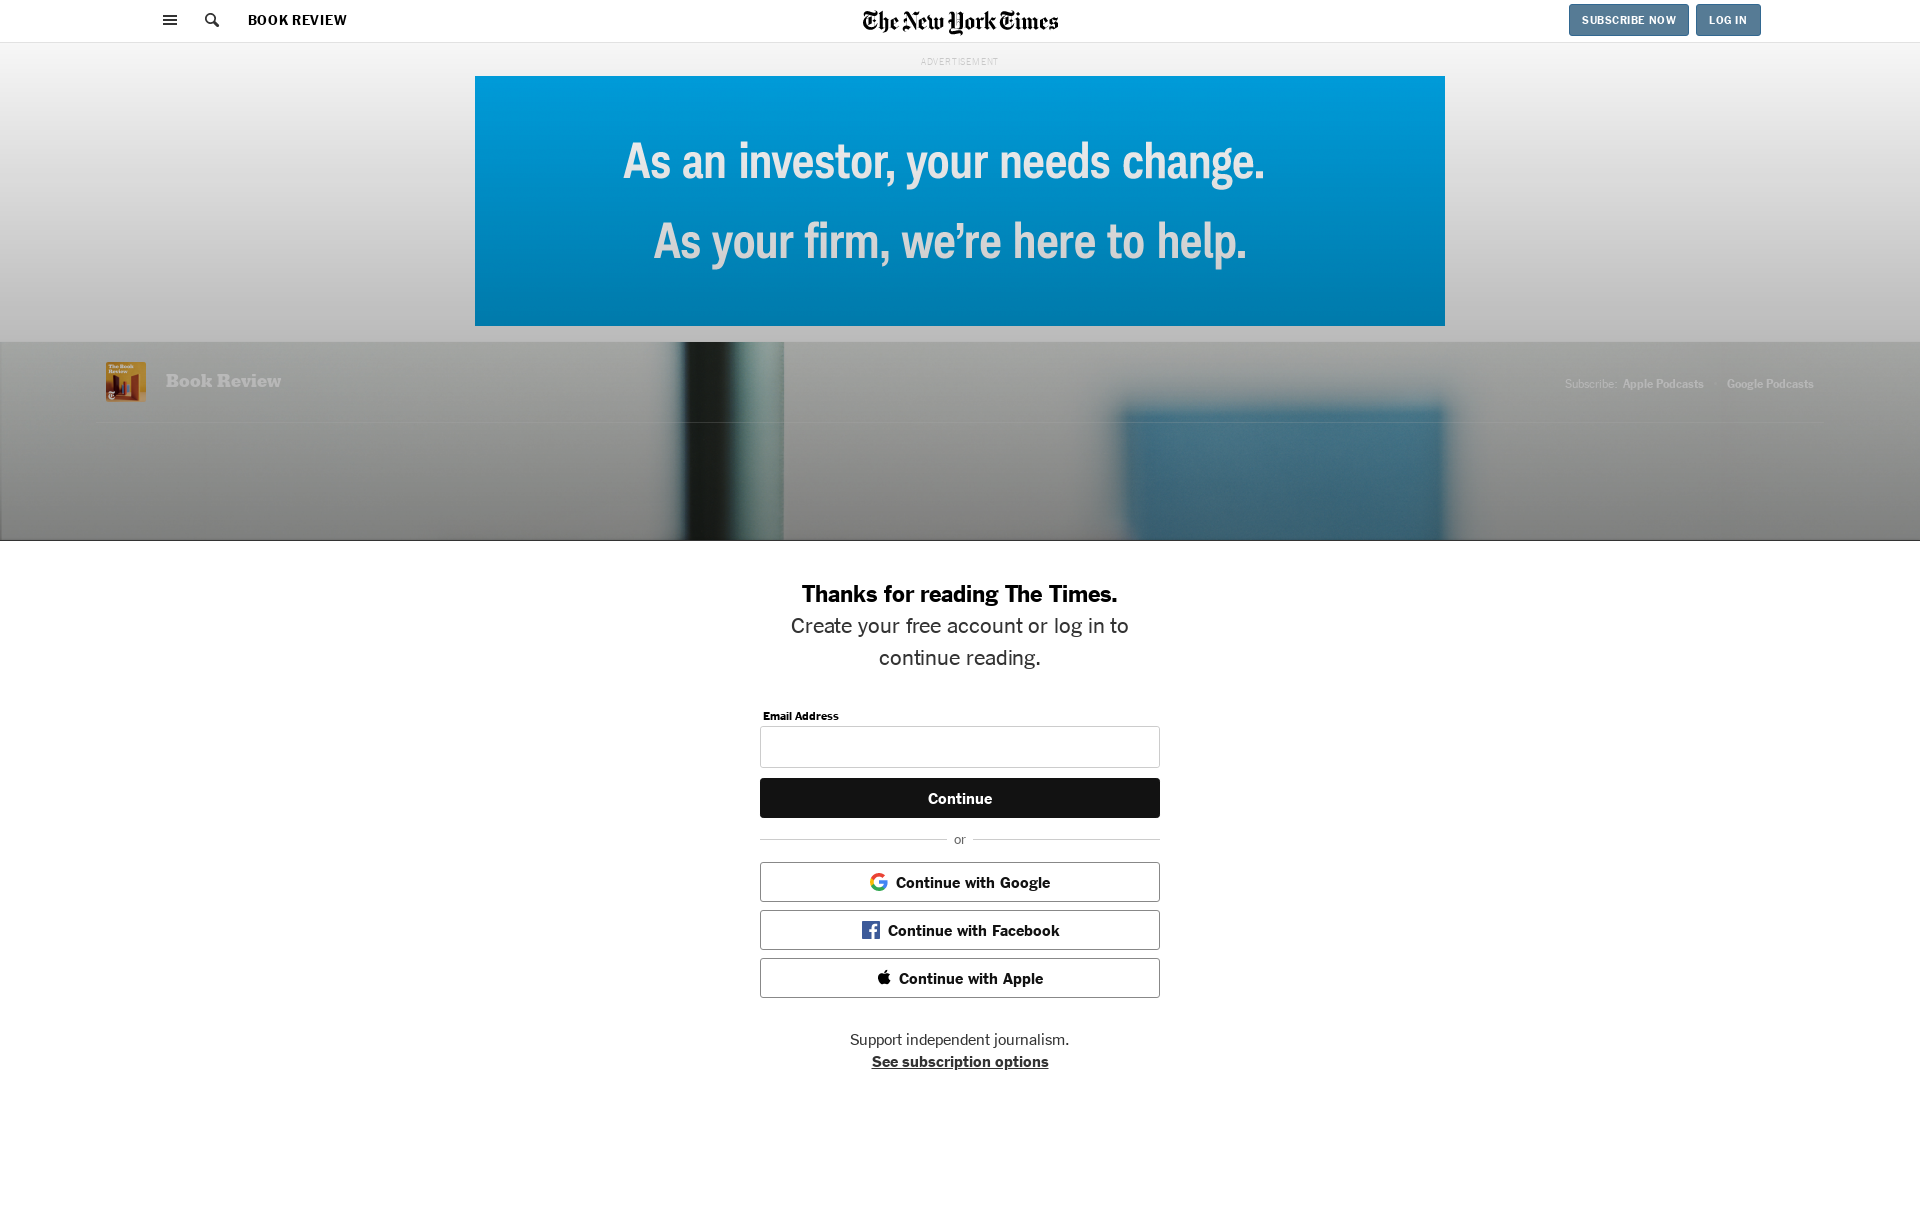 BOOK REVIEW
The New York Times
SUBSCRIBE NOW
LOG IN
ADVERTISEMENT
As an investor, your needs change.
As your firm, we’re here to help.
The Book
Review
Book Review
Subscribe:
Apple Podcasts
Google Podcasts
Thanks for reading The Times.
Create your free account or log in to
continue reading.
Email Address
Continue
or
Continue with Google
Continue with Facebook
Continue with Apple
Support independent journalism.
See subscription options